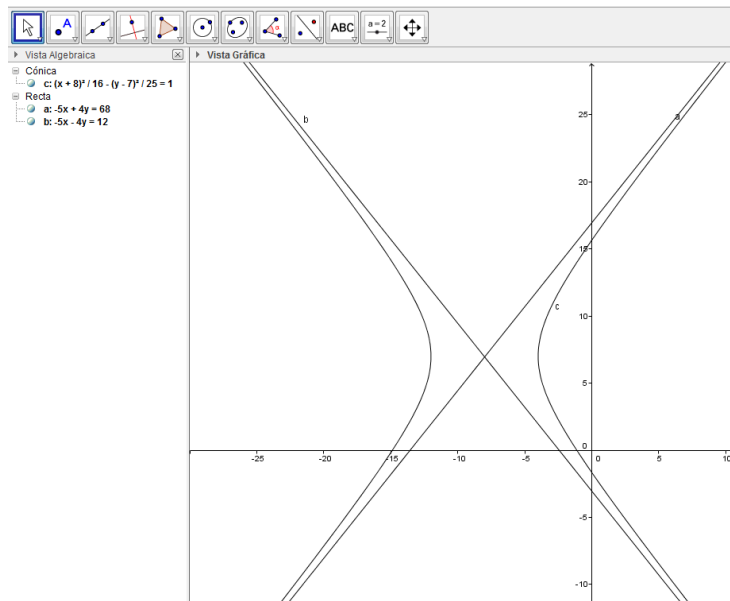 A
α
ABC
a=2
Vista Algebraica
Vista Gráfica
Cónica
c: (x + 8)² / 16 - (y - 7)² / 25 = 1
Recta
a: -5x + 4y = 68
b: -5x - 4y = 12
b
a
c
25
20
15
10
5
0
-5
-10
-25
-20
-15
-10
-5
0
5
10